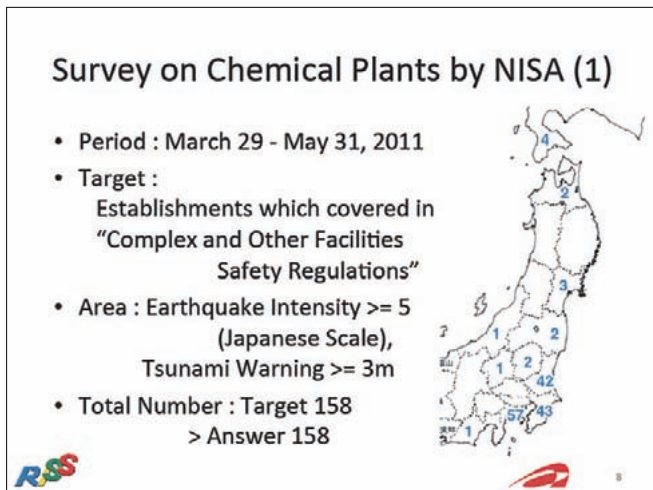 Survey on Chemical Plants by NISA (1)
• Period : March 29 - May 31, 2011
• Target :
Establishments which covered in
“Complex and Other Facilities
Safety Regulations”
• Area : Earthquake Intensity >= 5
(Japanese Scale),
Tsunami Warning >= 3m
• Total Number : Target 158
> Answer 158
4
2
3
1
2
1
2
42
57
43
1
RISS
8